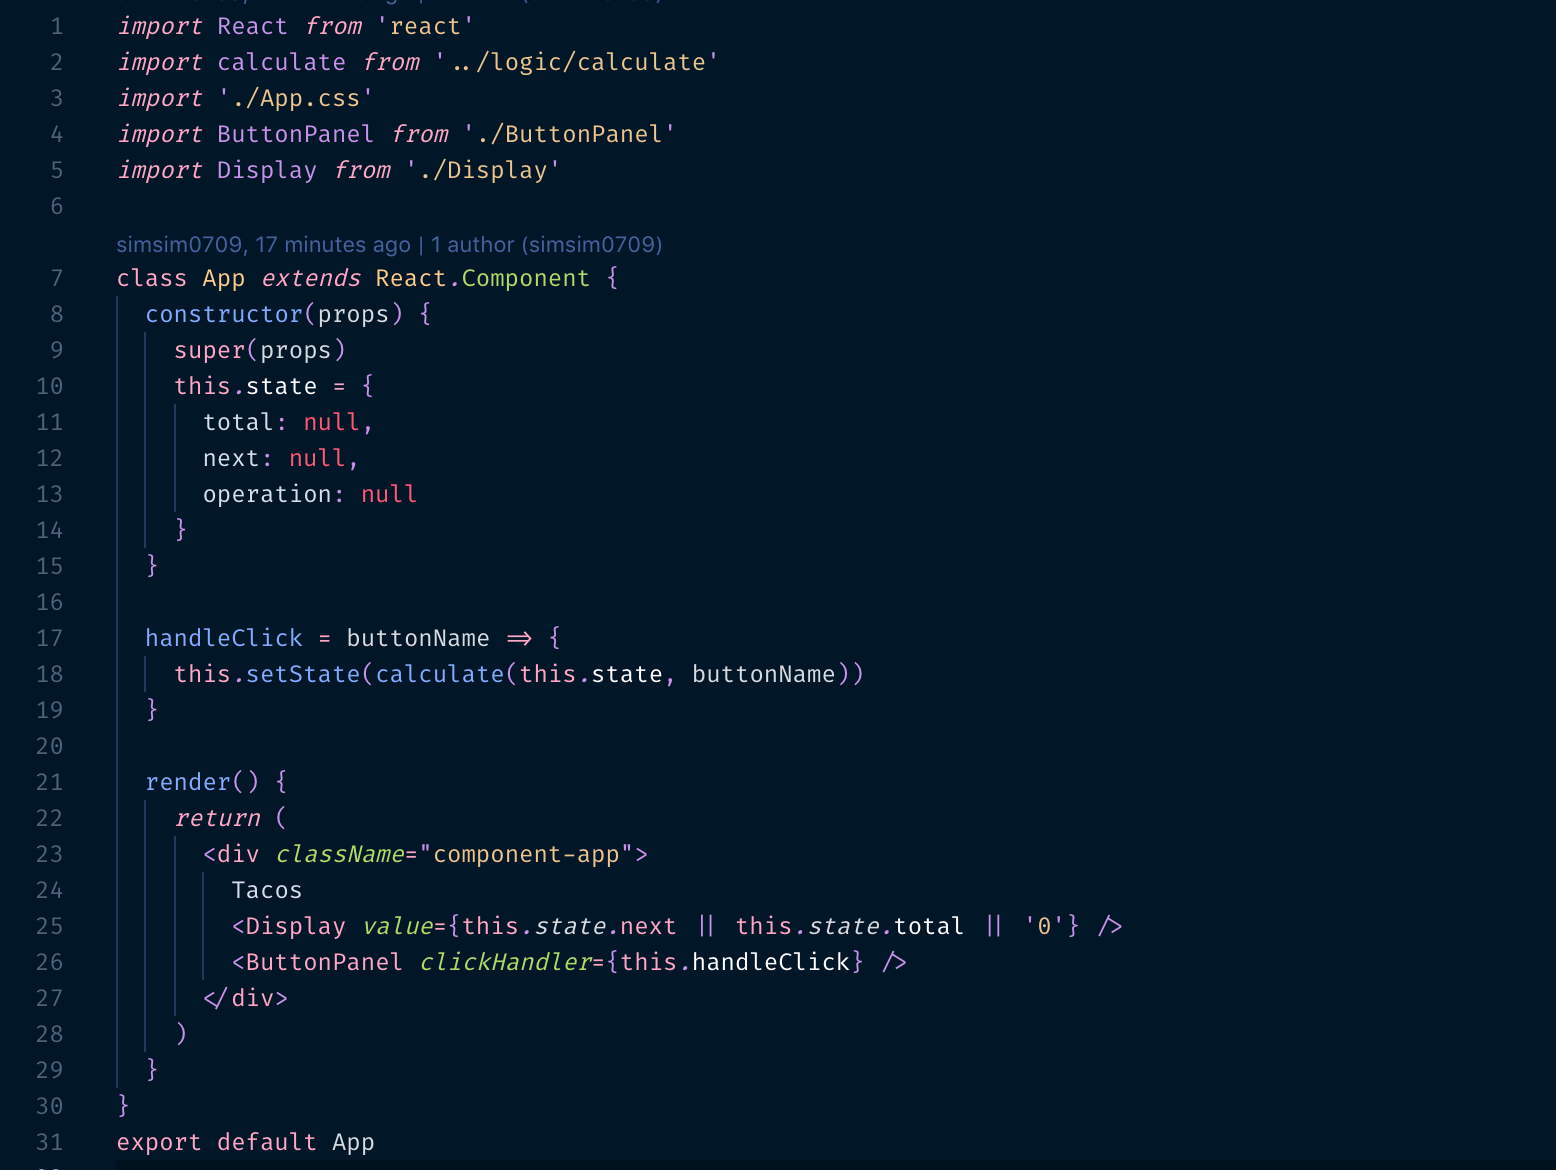 1 import React from 'react'
2 import calculate from '../logic/calculate'
3 import './App.css'
4 import ButtonPanel from './ButtonPanel'
5 import Display from './Display'
6
simsim0709, 17 minutes ago | 1 author (simsim0709)
7 class App extends React.Component {
8   constructor(props) {
9     super(props)
10     this.state = {
11       total: null,
12       next: null,
13       operation: null
14     }
15   }
16
17   handleClick = buttonName => {
18     this.setState(calculate(this.state, buttonName))
19   }
20
21   render() {
22     return (
23       <div className="component-app">
24         Tacos
25         <Display value={this.state.next || this.state.total || '0'} />
26         <ButtonPanel clickHandler={this.handleClick} />
27       </div>
28     )
29   }
30 }
31 export default App